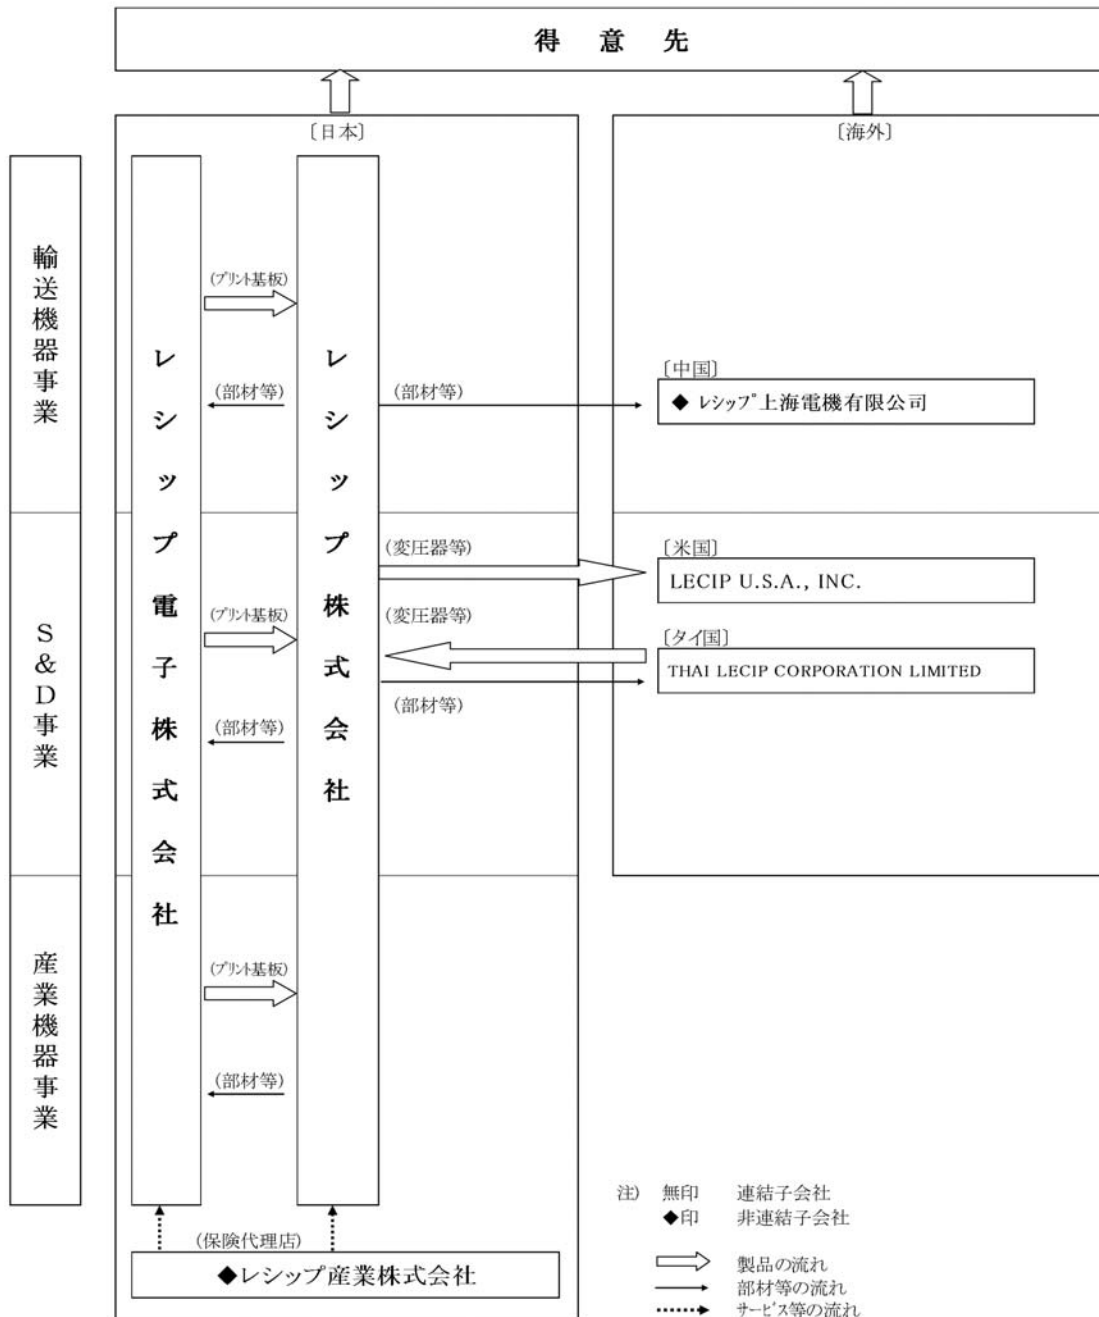 得意先
〔日本〕
〔海外〕
輸送機器事業
S&D事業
産業機器事業
レシップ電子株式会社
レシップ株式会社
(プリント基板)
(部材等)
(部材等)
〔中国〕
◆ レシップ上海電機有限公司
(変圧器等)
〔米国〕
LECIP U.S.A., INC.
(プリント基板)
(変圧器等)
〔タイ国〕
THAI LECIP CORPORATION LIMITED
(部材等)
(部材等)
(プリント基板)
(部材等)
(保険代理店)
◆レシップ産業株式会社
注) 無印 連結子会社
◆印 非連結子会社
製品の流れ
部材等の流れ
サービス等の流れ